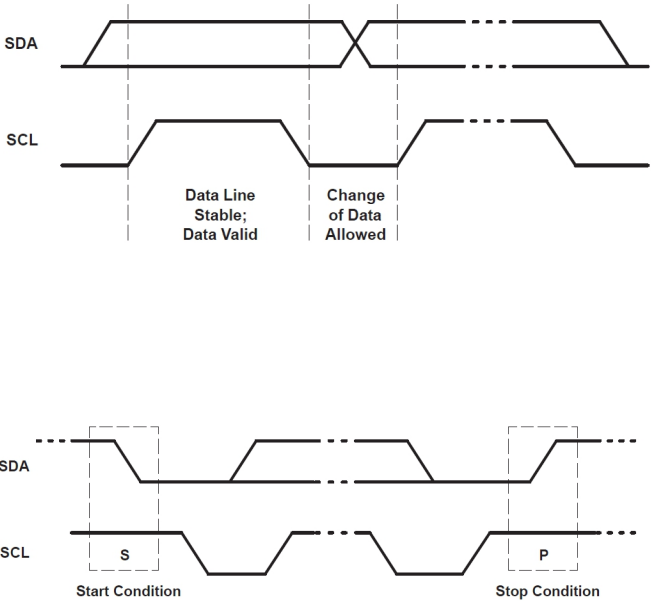 SDA
SCL
Data Line
Stable;
Data Valid
Change
of Data
Allowed
SDA
SCL
S
P
Start Condition
Stop Condition